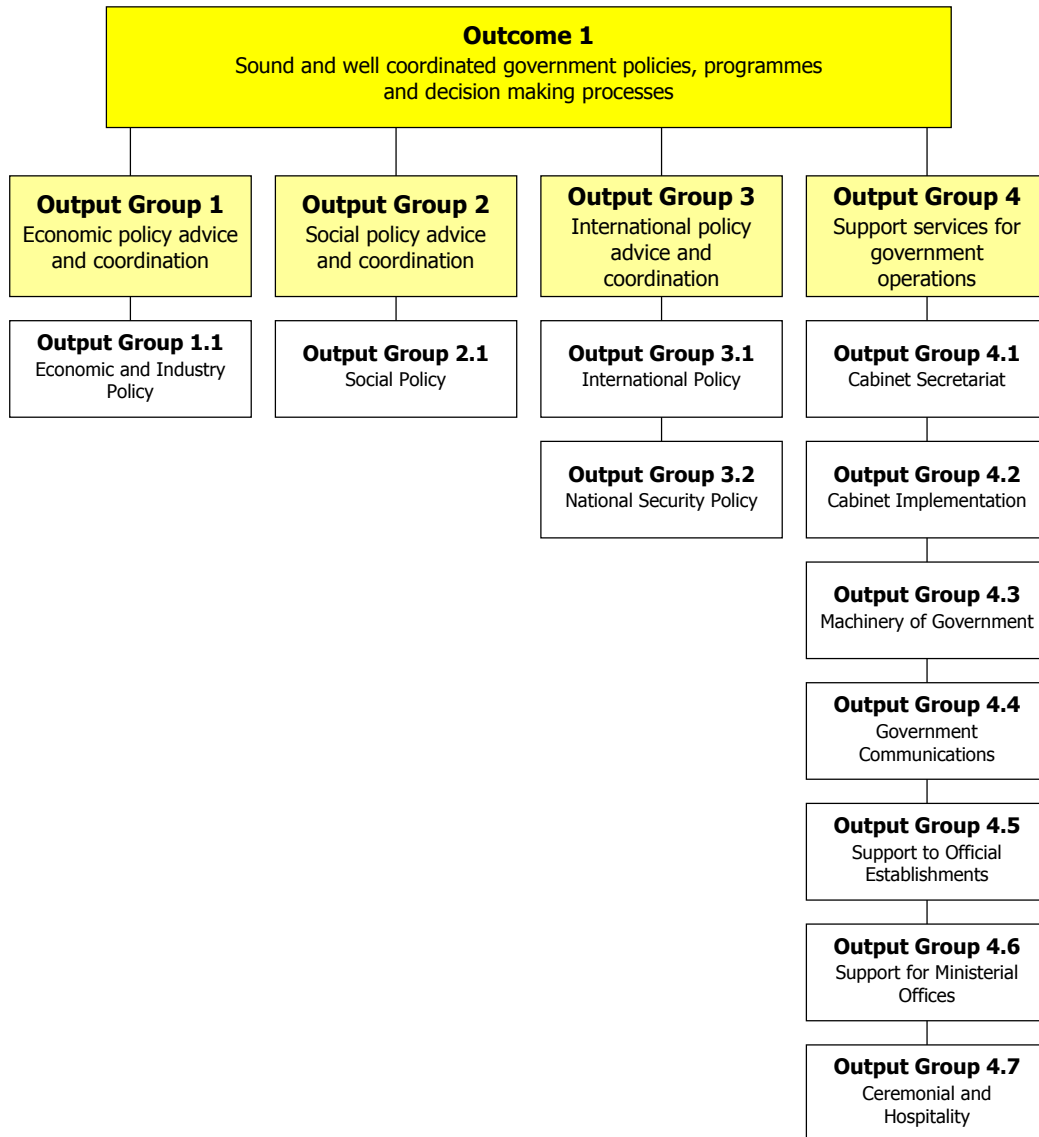 Outcome 1
Sound and well coordinated government policies, programmes
and decision making processes
Output Group 1
Economic policy advice
and coordination
Output Group 2
Social policy advice
and coordination
Output Group 3
International policy
advice and
coordination
Output Group 4
Support services for
government
operations
Output Group 1.1
Economic and Industry
Policy
Output Group 2.1
Social Policy
Output Group 3.1
International Policy
Output Group 4.1
Cabinet Secretariat
Output Group 3.2
National Security Policy
Output Group 4.2
Cabinet Implementation
Output Group 4.3
Machinery of Government
Output Group 4.4
Government
Communications
Output Group 4.5
Support to Official
Establishments
Output Group 4.6
Support for Ministerial
Offices
Output Group 4.7
Ceremonial and
Hospitality